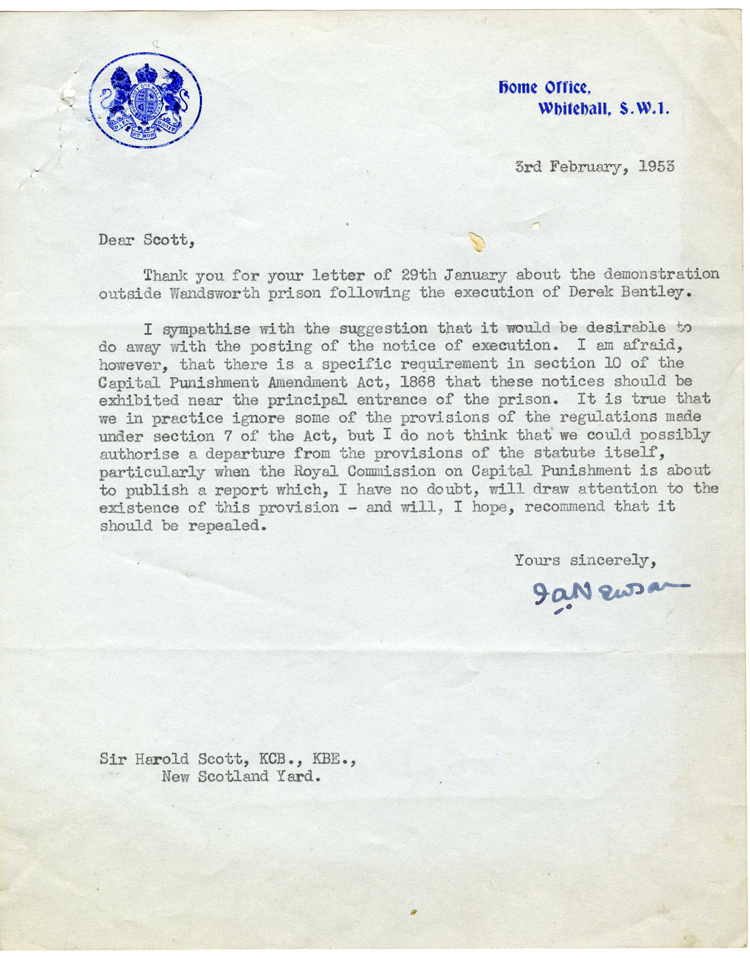 Home Office,
Whitehall, S.W.1.
3rd February, 1953
Dear Scott,
Thank you for your letter of 29th January about the demonstration
outside Wandsworth prison following the execution of Derek Bentley.
I sympathise with the suggestion that it would be desirable to
do away with the posting of the notice of execution. I am afraid,
however, that there is a specific requirement in section 10 of the
Capital Punishment Amendment Act, 1868 that these notices should be
exhibited near the principal entrance of the prison. It is true that
we in practice ignore some of the provisions of the regulations made
under section 7 of the Act, but I do not think that we could possibly
authorise a departure from the provisions of the statute itself,
particularly when the Royal Commission on Capital Punishment is about
to publish a report which, I have no doubt, will draw attention to the
existence of this provision - and will, I hope, recommend that it
should be repealed.
Yours sincerely,
Sir Harold Scott, KCB., KBE.,
New Scotland Yard.